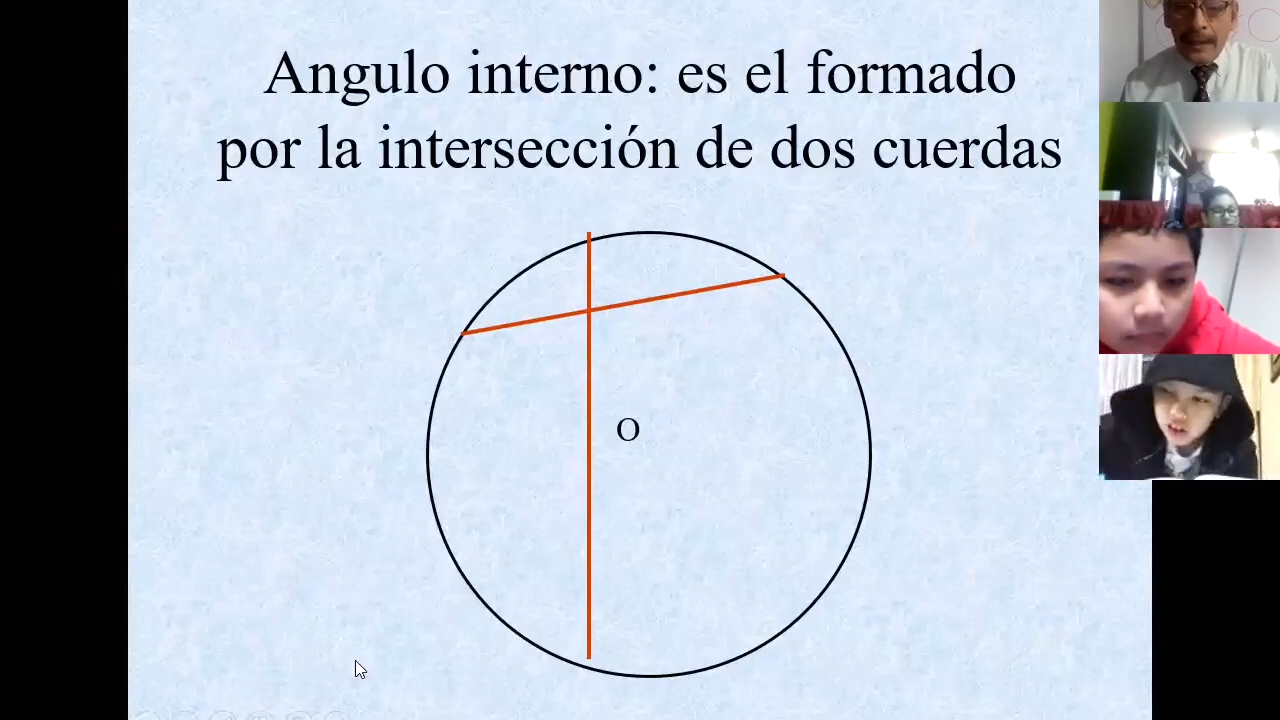 Angulo interno: es el formado
por la intersección de dos cuerdas
O